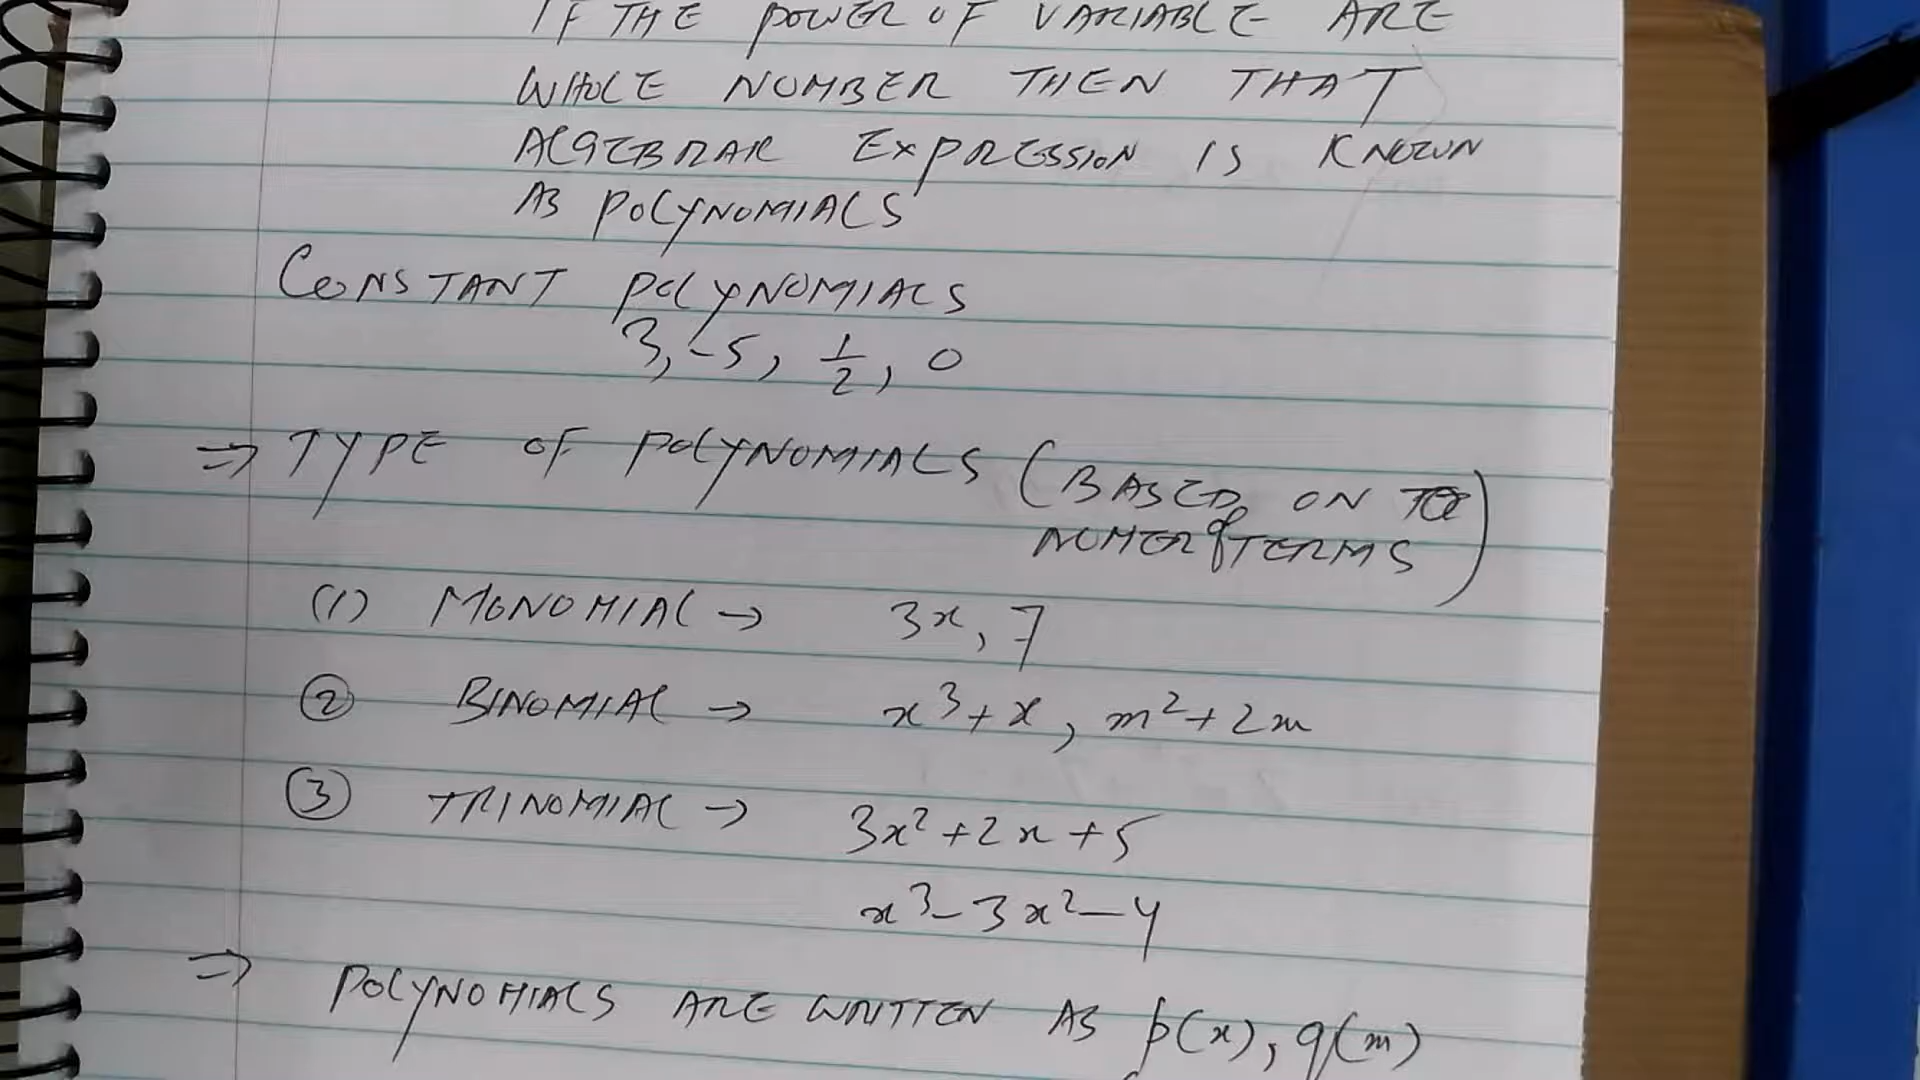 IF THE POWER OF VARIABLE ARE
WHOLE NUMBER THEN THAT
ALGEBRAIC EXPRESSION IS KNOWN
AS POLYNOMIALS
CONSTANT POLYNOMIALS
3, -5, 1/2, 0
⇒ TYPE OF POLYNOMIALS (BASED ON
NUMER of TERMS)
(1) MONOMIAL → 3x, 7
② BINOMIAL → x³+x, m²+2m
③ TRINOMIAL → 3x²+2x+5
x³-3x²-4
⇒ POLYNOMIALS ARE WRITTEN AS p(x), q(m)